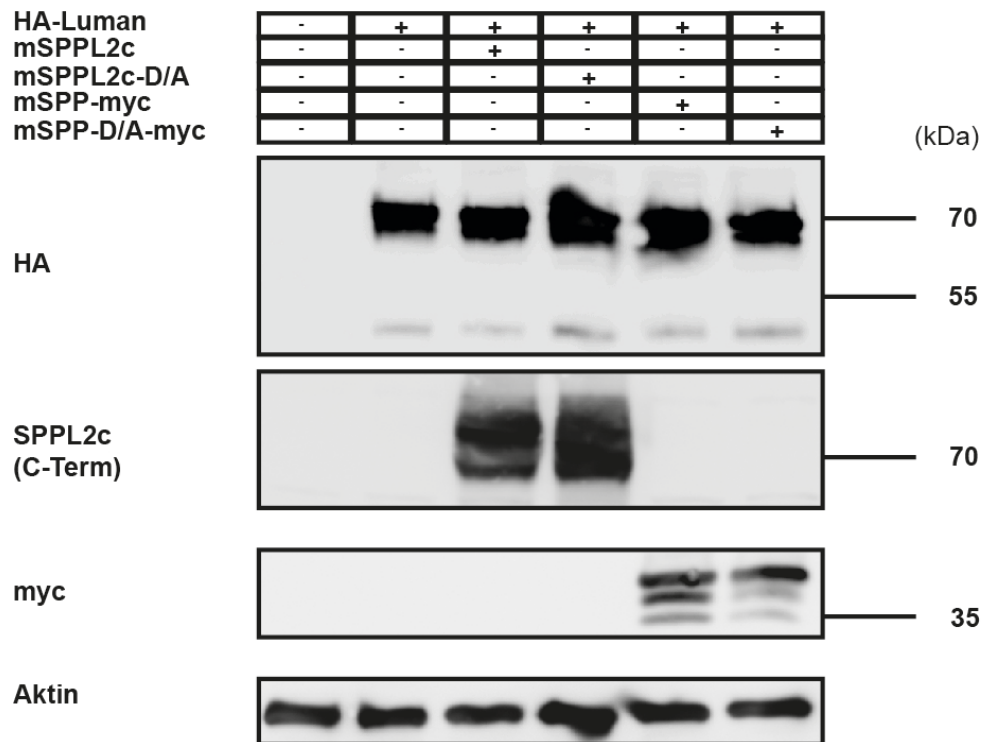 HA-Luman - + + + + +
mSPPL2c - - + - - -
mSPPL2c-D/A - - - + - -
mSPP-myc - - - - + -
mSPP-D/A-myc - - - - - +
(kDa)
HA
70
55
SPPL2c
(C-Term)
70
myc
35
Aktin